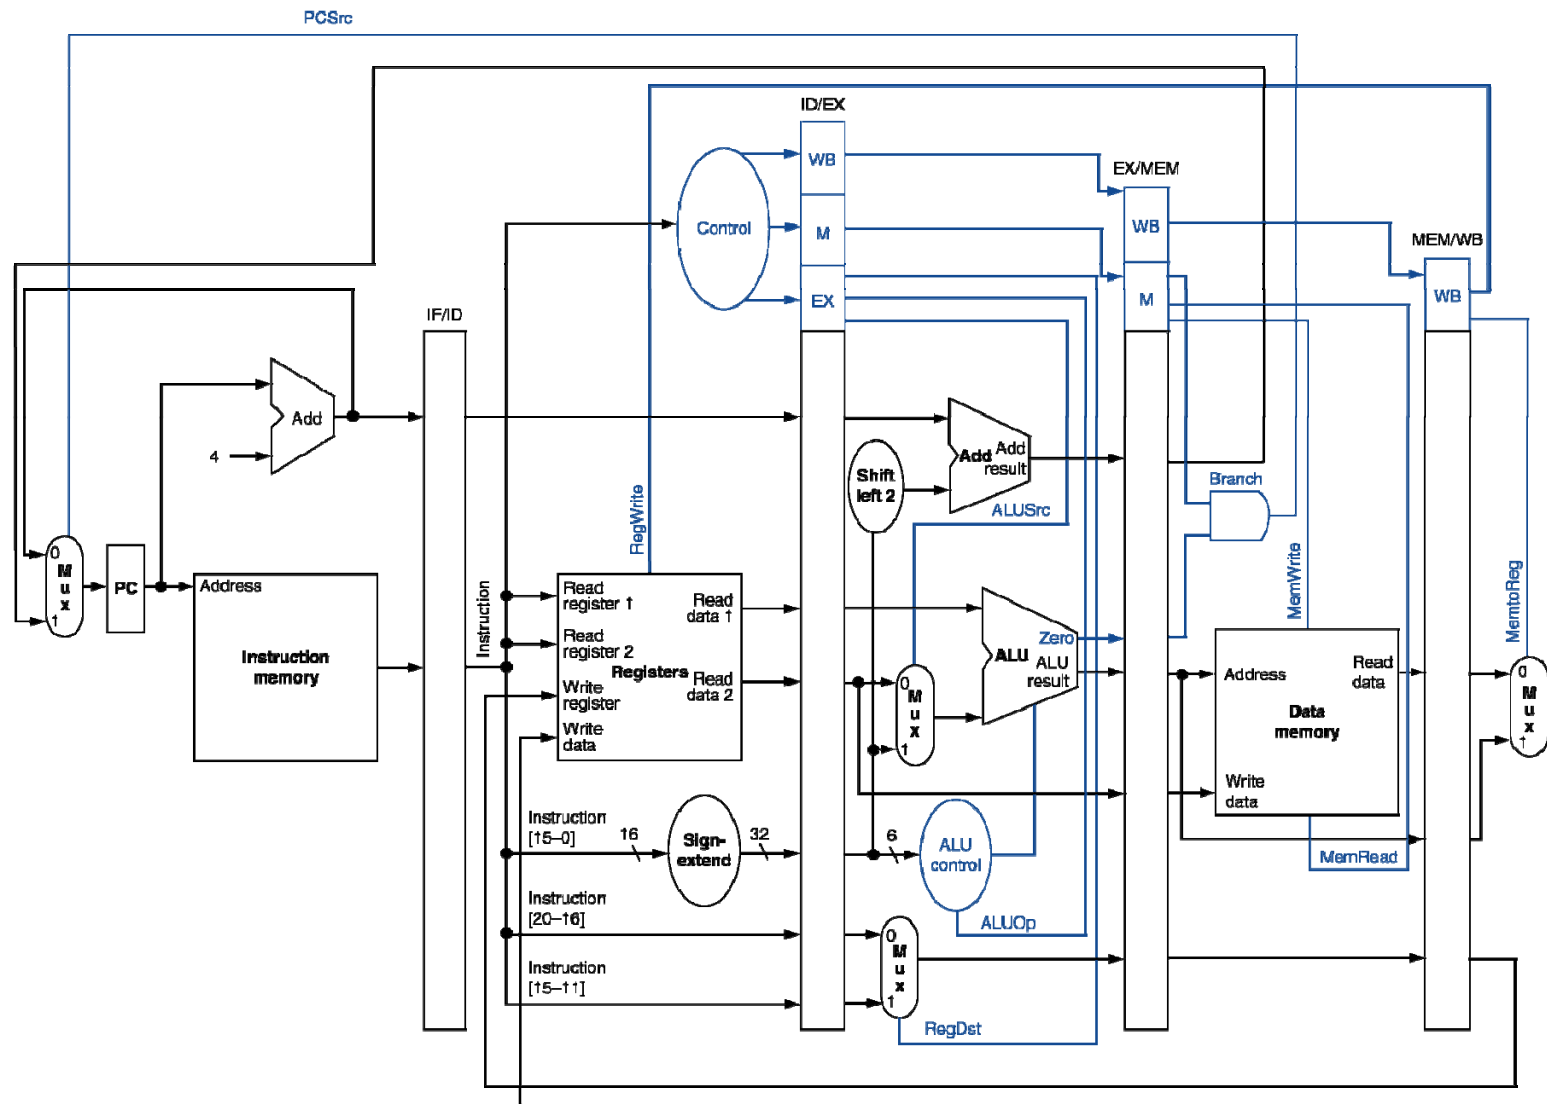 PCSrc
ID/EX
WB
EX/MEM
Control
M
WB
MEM/WB
EX
M
WB
IF/ID
Add
4
Add
Add
result
Shift
left 2
ALUSrc
Branch
RegWrite
MemWrite
MemtoReg
0
M
u
x
1
PC
Address
Instruction
memory
Instruction
Read
register 1
Read
data 1
Read
register 2
Registers
Read
data 2
Write
register
Write
data
0
M
u
x
1
Zero
ALU
ALU
result
Address
Read
data
Data
memory
Write
data
0
M
u
x
1
MemRead
Instruction
[15–0]
16
Sign-
extend
32
6
ALU
control
ALUOp
Instruction
[20–16]
Instruction
[15–11]
0
M
u
x
1
RegDst